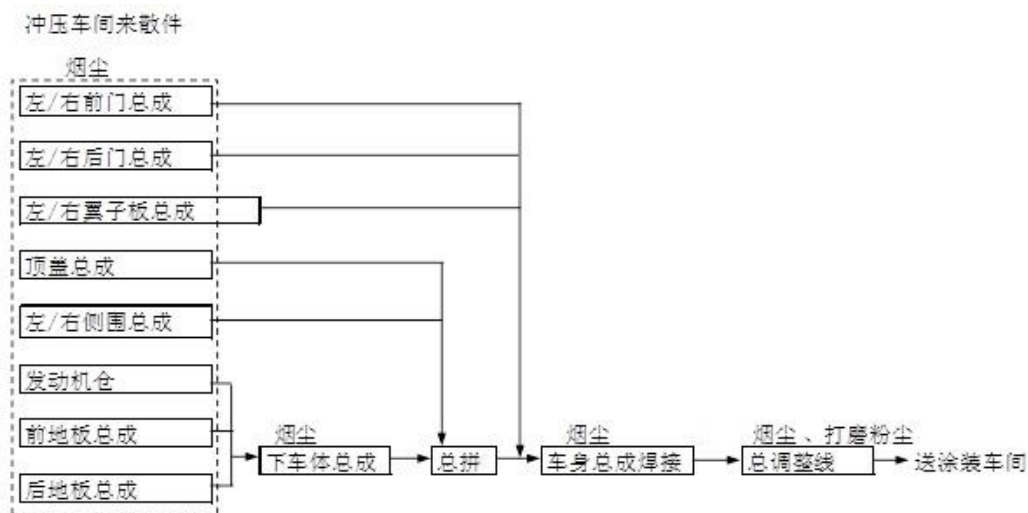 冲压车间来散件
烟尘
左/右前门总成
左/右后门总成
左/右翼子板总成
顶盖总成
左/右侧围总成
发动机仓
前地板总成
后地板总成
烟尘
下车体总成
总拼
烟尘
车身总成焊接
烟尘、打磨粉尘
总调整线
送涂装车间